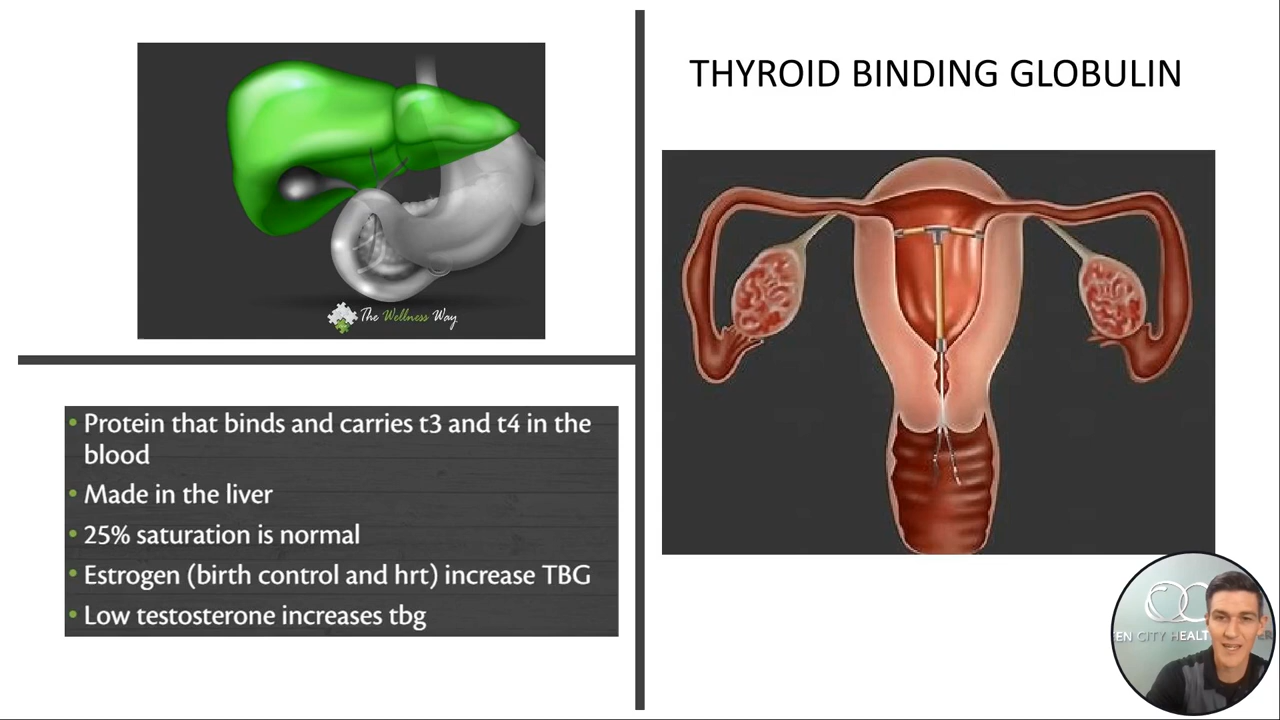 The Wellness Way
THYROID BINDING GLOBULIN
• Protein that binds and carries t3 and t4 in the
blood
• Made in the liver
• 25% saturation is normal
• Estrogen (birth control and hrt) increase TBG
• Low testosterone increases tbg
EN CITY HEALT
ER